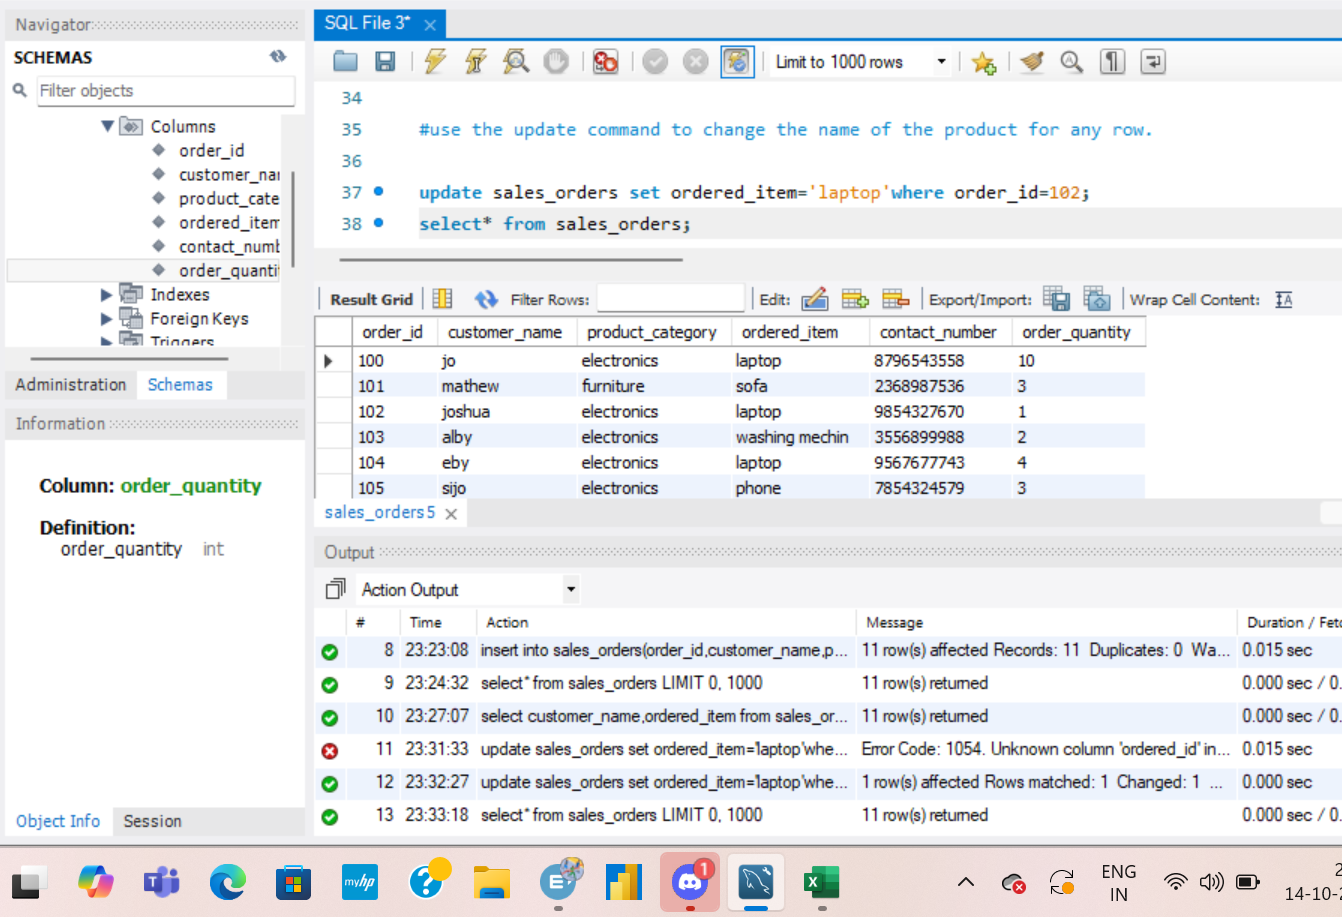 Navigator
SQL File 3*
SCHEMAS
Limit to 1000 rows
Filter objects
Columns
order_id
customer_nai
product_cate
ordered_item
contact_numb
order_quantit
Indexes
Foreign Keys
Triggers
Administration Schemas
Information
Column: order_quantity
Definition:
order_quantity int
Object Info Session
34
35 #use the update command to change the name of the product for any row.
36
37 update sales_orders set ordered_item='laptop'where order_id=102;
38 select* from sales_orders;
Result Grid Filter Rows: Edit: Export/Import: Wrap Cell Content: IA
order_id customer_name product_category ordered_item contact_number order_quantity
100 jo electronics laptop 8796543558 10
101 mathew furniture sofa 2368987536 3
102 joshua electronics laptop 9854327670 1
103 alby electronics washing mechin 3556899988 2
104 eby electronics laptop 9567677743 4
105 sijo electronics phone 7854324579 3
sales_orders 5
Output
Action Output
# Time Action Message Duration / Fetc
8 23:23:08 insert into sales_orders(order_id,customer_name,p... 11 row(s) affected Records: 11 Duplicates: 0 Wa... 0.015 sec
9 23:24:32 select* from sales_orders LIMIT 0, 1000 11 row(s) returned 0.000 sec / 0.
10 23:27:07 select customer_name,ordered_item from sales_or... 11 row(s) returned 0.000 sec / 0.
11 23:31:33 update sales_orders set ordered_item='laptop'whe... Error Code: 1054. Unknown column 'ordered_id' in... 0.015 sec
12 23:32:27 update sales_orders set ordered_item='laptop'whe... 1 row(s) affected Rows matched: 1 Changed: 1 ... 0.000 sec
13 23:33:18 select* from sales_orders LIMIT 0, 1000 11 row(s) returned 0.000 sec / 0.
myhp
1
ENG
IN
14-10-